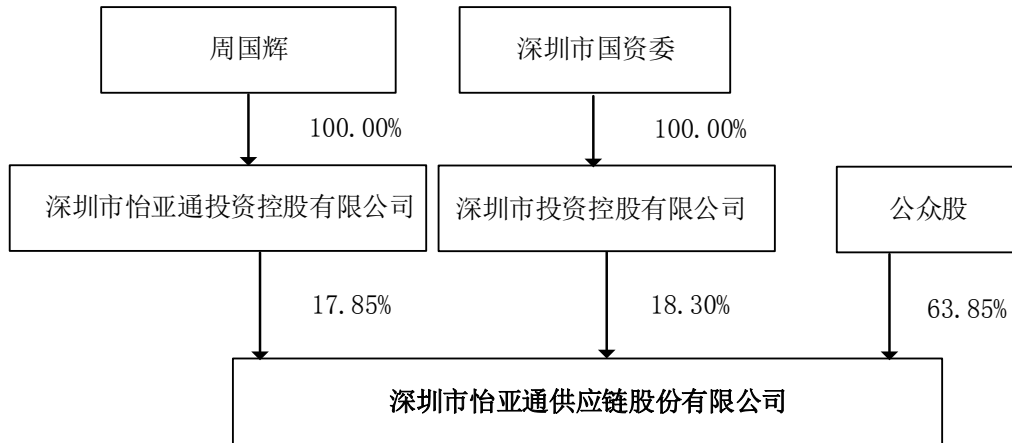 周国辉
深圳市国资委
100.00%
100.00%
深圳市怡亚通投资控股有限公司
深圳市投资控股有限公司
公众股
17.85%
18.30%
63.85%
深圳市怡亚通供应链股份有限公司